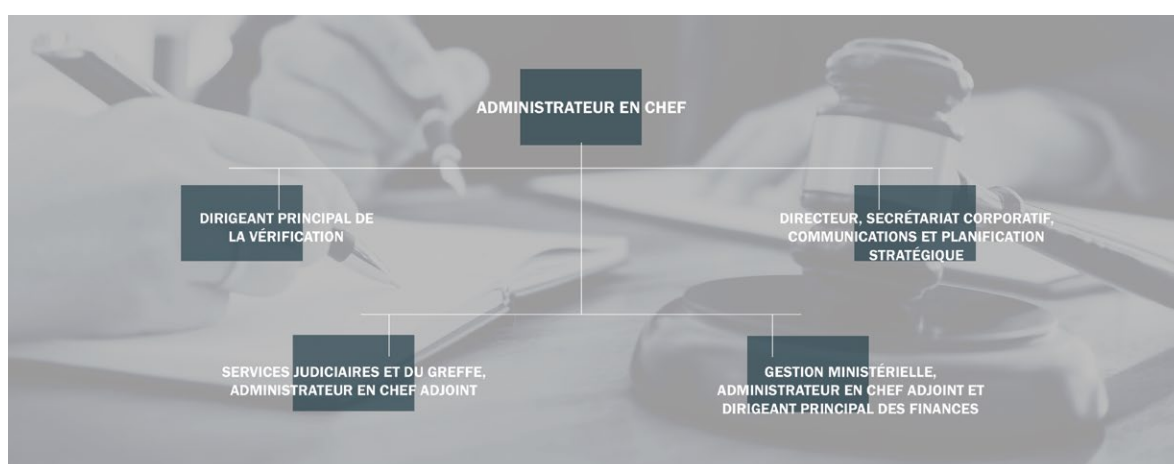 ADMINISTRATEUR EN CHEF
DIRIGEANT PRINCIPAL DE
LA VÉRIFICATION
DIRECTEUR, SECRÉTARIAT CORPORATIF,
COMMUNICATIONS ET PLANIFICATION
STRATÉGIQUE
SERVICES JUDICIAIRES ET DU GREFFE,
ADMINISTRATEUR EN CHEF ADJOINT
GESTION MINISTÉRIELLE,
ADMINISTRATEUR EN CHEF ADJOINT ET
DIRIGEANT PRINCIPAL DES FINANCES